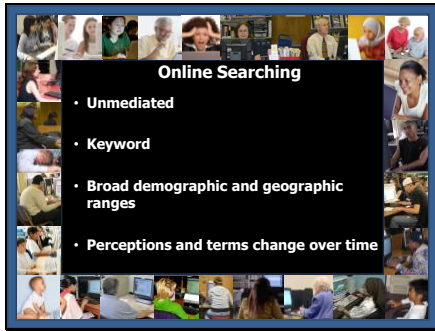 Online Searching
• Unmediated
• Keyword
• Broad demographic and geographic
ranges
• Perceptions and terms change over time